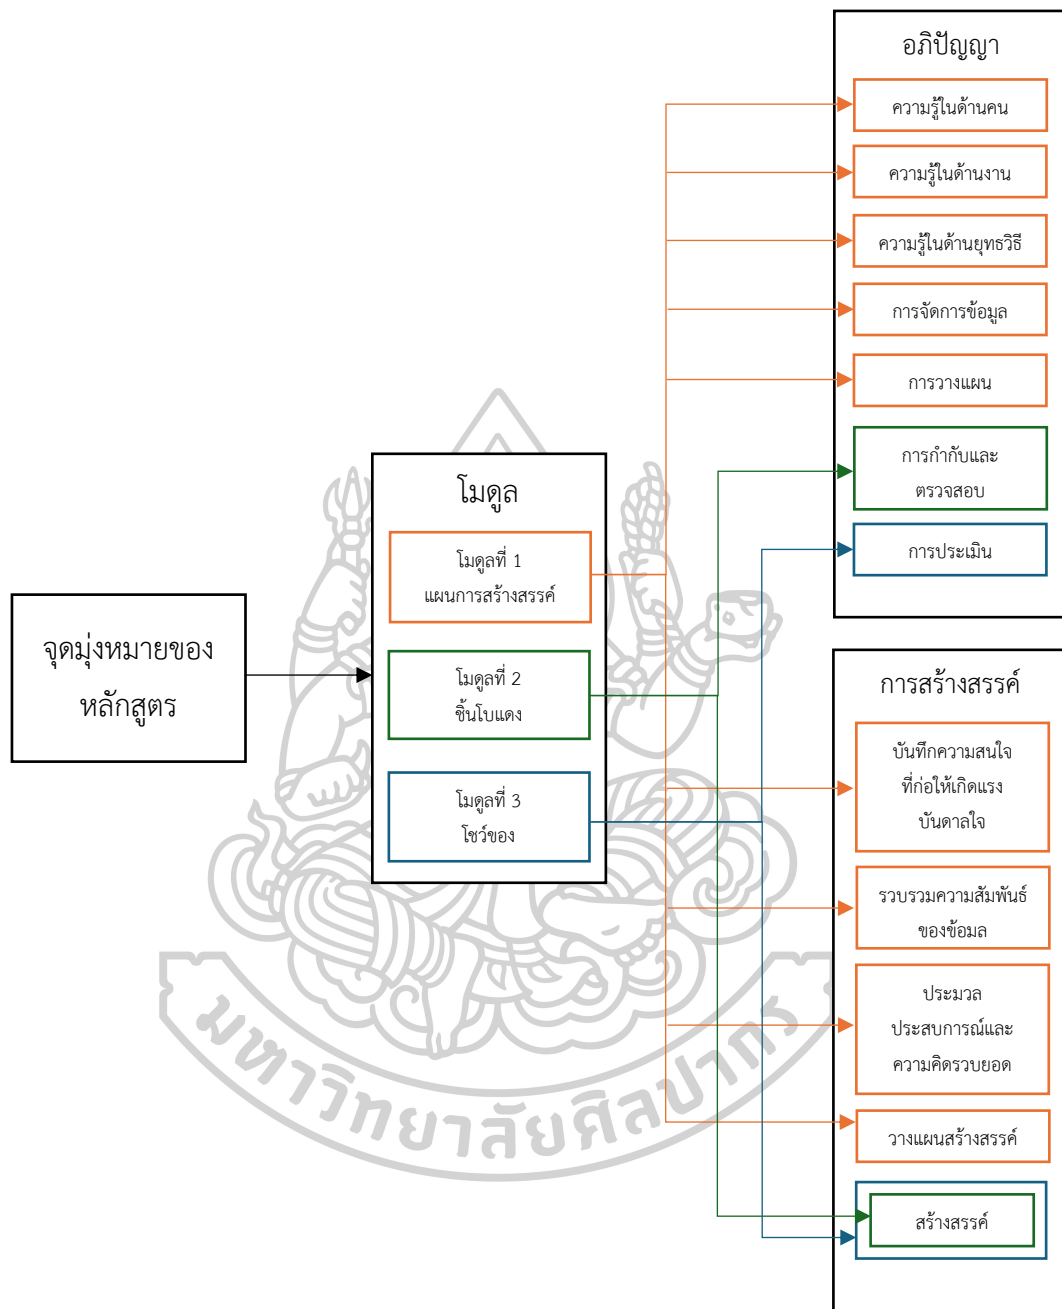 อภิปัญญา
ความรู้ในด้านคน
ความรู้ในด้านงาน
ความรู้ในด้านยุทธวิธี
การจัดการข้อมูล
การวางแผน
การกำกับและ
ตรวจสอบ
การประเมิน
โมดูล
โมดูลที่ 1
แผนการสร้างสรรค์
โมดูลที่ 2
ชิ้นโบแดง
โมดูลที่ 3
โชว์ของ
จุดมุ่งหมายของ
หลักสูตร
การสร้างสรรค์
บันทึกความสนใจ
ที่ก่อให้เกิดแรง
บันดาลใจ
รวบรวมความสัมพันธ์
ของข้อมล
ประมวล
ประสบการณ์และ
ความคิดรวบยอด
วางแผนสร้างสรรค์
สร้างสรรค์
มหาวิทยาลัยศิลปากร